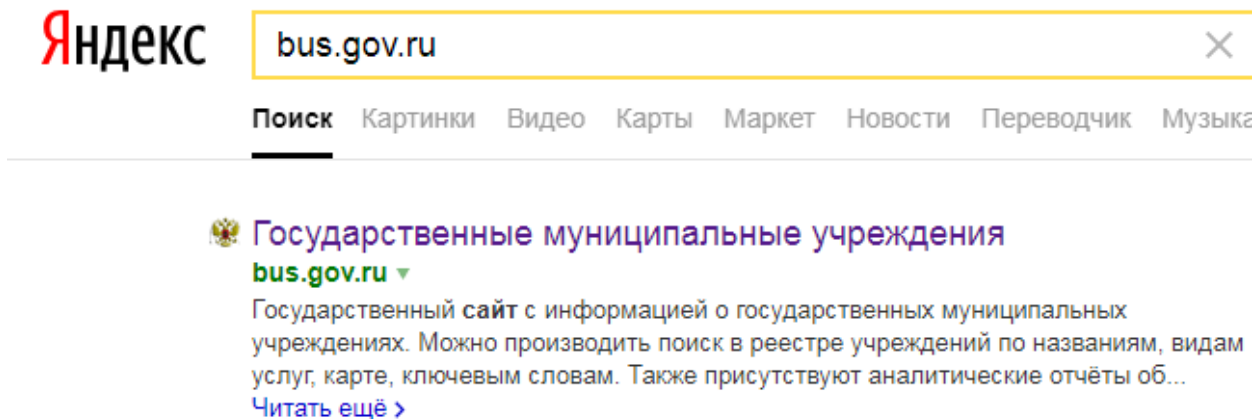 Яндекс
bus.gov.ru
Поиск Картинки Видео Карты Маркет Новости Переводчик Музыка
Государственные муниципальные учреждения
bus.gov.ru
Государственный сайт с информацией о государственных муниципальных
учреждениях. Можно производить поиск в реестре учреждений по названиям, видам
услуг, карте, ключевым словам. Также присутствуют аналитические отчёты об...
Читать ещё >